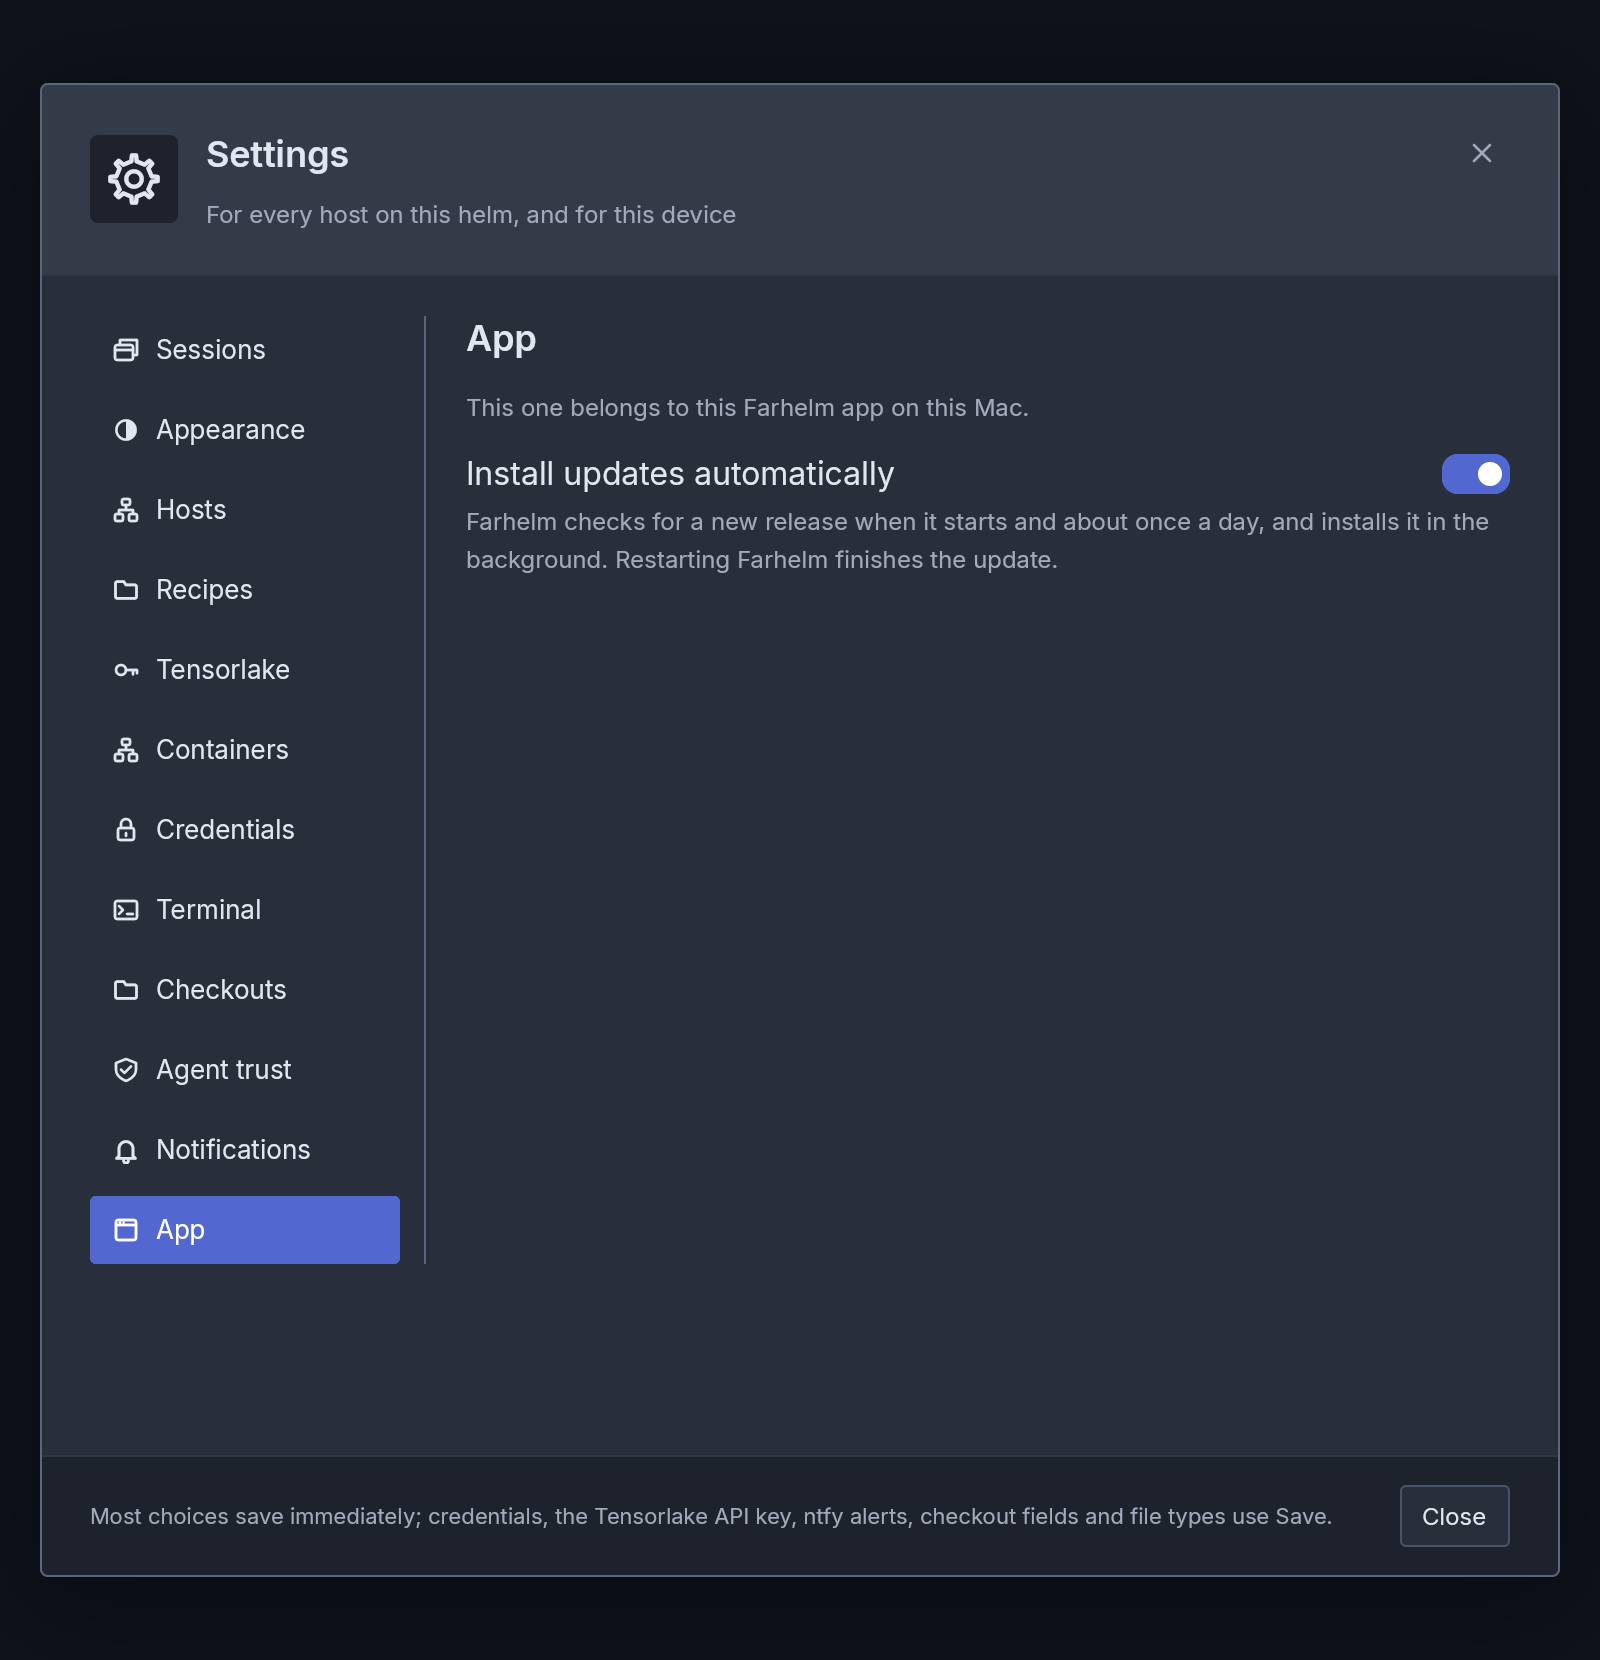 Settings
For every host on this helm, and for this device
Sessions
Appearance
Hosts
Recipes
Tensorlake
Containers
Credentials
Terminal
Checkouts
Agent trust
Notifications
App
App
This one belongs to this Farhelm app on this Mac.
Install updates automatically
Farhelm checks for a new release when it starts and about once a day, and installs it in the
background. Restarting Farhelm finishes the update.
Most choices save immediately; credentials, the Tensorlake API key, ntfy alerts, checkout fields and file types use Save.
Close